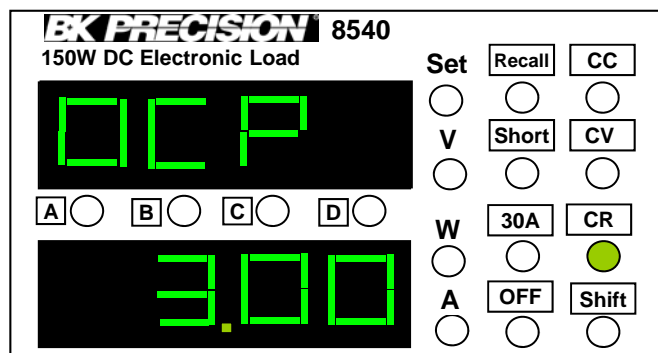 BK PRECISION® 8540
150W DC Electronic Load
Set Recall CC
OCP
V Short CV
A B C D
W 30A CR
3.00
A OFF Shift